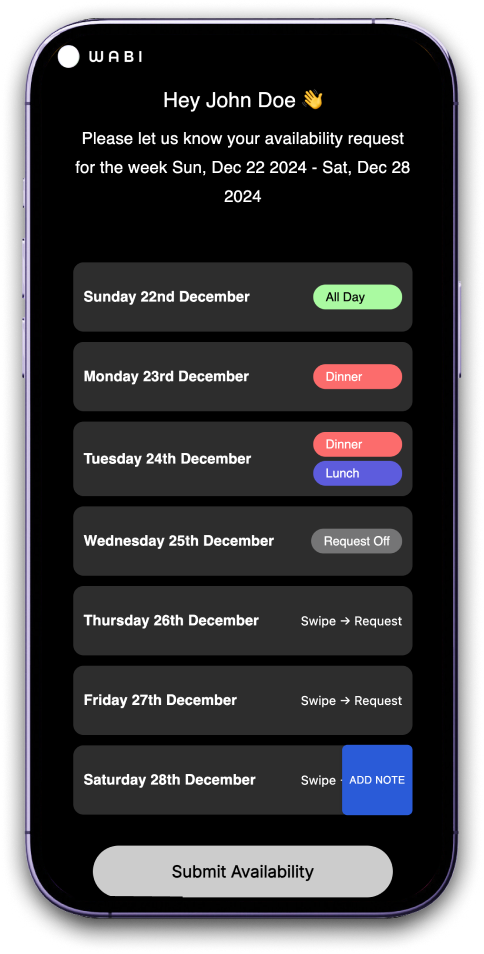 WABI
Hey John Doe 👋
Please let us know your availability request
for the week Sun, Dec 22 2024 - Sat, Dec 28
2024
Sunday 22nd December
All Day
Monday 23rd December
Dinner
Tuesday 24th December
Dinner
Lunch
Wednesday 25th December
Request Off
Thursday 26th December
Swipe → Request
Friday 27th December
Swipe → Request
Saturday 28th December
Swipe
ADD NOTE
Submit Availability